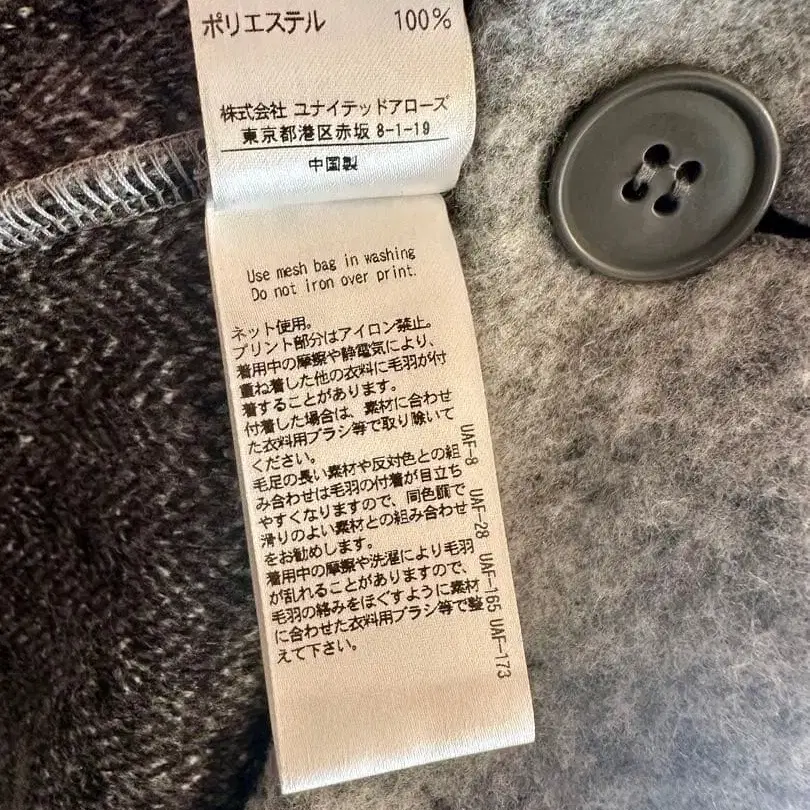 ポリエステル 100%
株式会社 ユナイテッドアローズ
東京都港区赤坂 8-1-19
中国製
Use mesh bag in washing
Do not iron over print.
ネット使用。
プリント部分はアイロン禁止。
着用中の摩擦や静電気により、
重ね着した他の衣料に毛羽が付
着することがあります。
付着した場合は、素材に合わせ
た衣料用ブラシ等で取り除いて
ください。
毛足の長い素材や反対色との組
み合わせは毛羽の付着が目立ち
やすくなりますので、同色調で
滑りのよい素材との組み合わせ
をお勧めします。
着用中の摩擦や洗濯により毛羽
が乱れることがありますので、
毛羽の絡みをほぐすように素材
に合わせた衣料用ブラシ等で整
えて下さい。
UAF-8 UAF-28 UAF-165 UAF-173